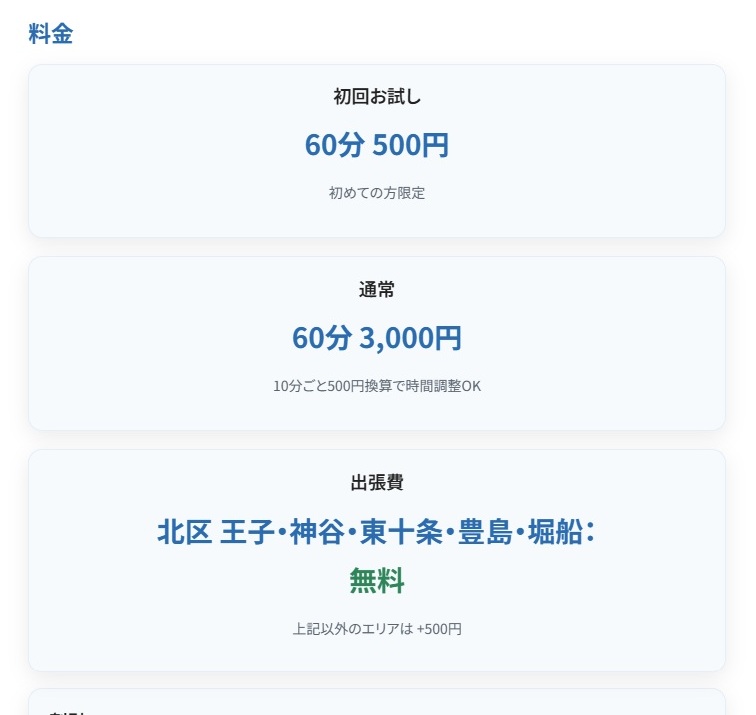 料金
初回お試し
60分 500円
初めての方限定
通常
60分 3,000円
10分ごと500円換算で時間調整OK
出張費
北区 王子・神谷・東十条・豊島・堀船：
無料
上記以外のエリアは +500円